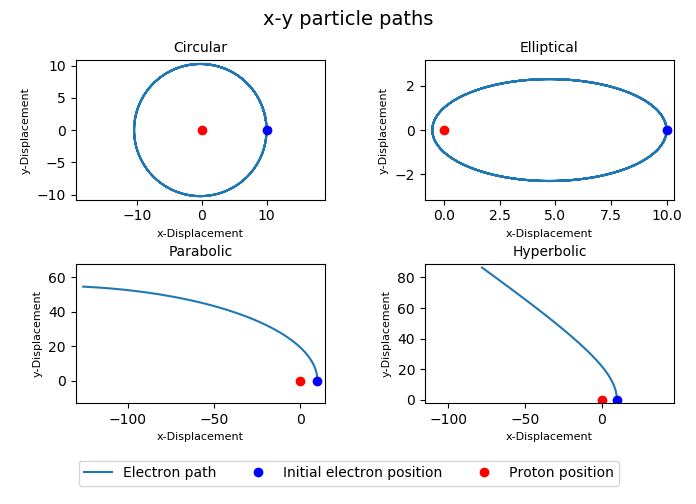 x-y particle paths
Circular
10
5
0
−5
−10
y-Displacement
−10 0 10
x-Displacement
Elliptical
2
0
−2
y-Displacement
0.0 2.5 5.0 7.5 10.0
x-Displacement
Parabolic
60
40
20
0
y-Displacement
−100 −50 0
x-Displacement
Hyperbolic
80
60
40
20
0
y-Displacement
−100 −50 0
x-Displacement
Electron path Initial electron position Proton position